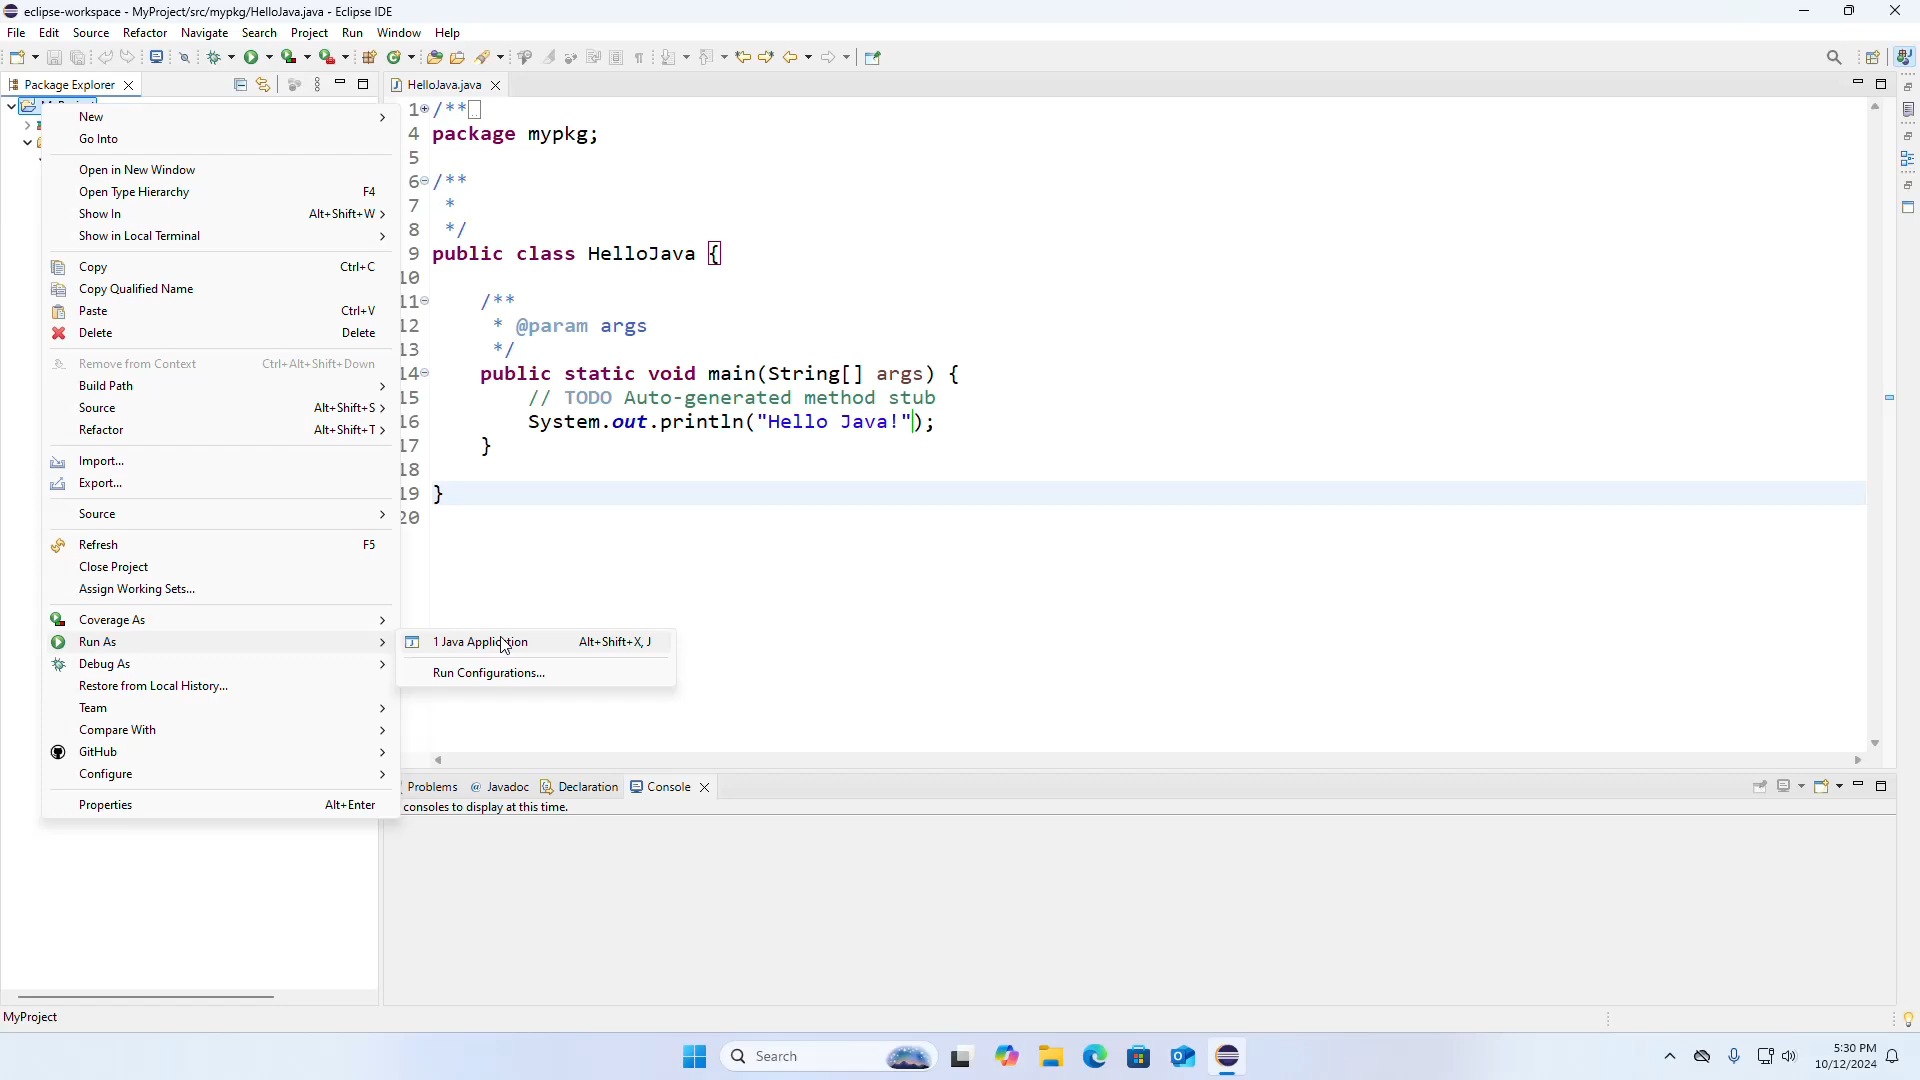 eclipse-workspace - MyProject/src/mypkg/HelloJava.java - Eclipse IDE
File Edit Source Refactor Navigate Search Project Run Window Help
Package Explorer
HelloJava.java
New
Go Into
Open in New Window
Open Type Hierarchy F4
Show In Alt+Shift+W
Show in Local Terminal
Copy Ctrl+C
Copy Qualified Name
Paste Ctrl+V
Delete Delete
Remove from Context Ctrl+Alt+Shift+Down
Build Path
Source Alt+Shift+S
Refactor Alt+Shift+T
Import...
Export...
Source
Refresh F5
Close Project
Assign Working Sets...
Coverage As
Run As
Debug As
Restore from Local History...
Team
Compare With
GitHub
Configure
Properties Alt+Enter
1 Java Application Alt+Shift+X, J
Run Configurations...
1 /**
4 package mypkg;
5
6 /**
7 *
8 */
9 public class HelloJava {
10
11 /**
12 * @param args
13 */
14 public static void main(String[] args) {
15 // TODO Auto-generated method stub
16 System.out.println("Hello Java!");
17 }
18
19 }
20
Problems @ Javadoc Declaration Console
consoles to display at this time.
MyProject
Search
5:30 PM
10/12/2024